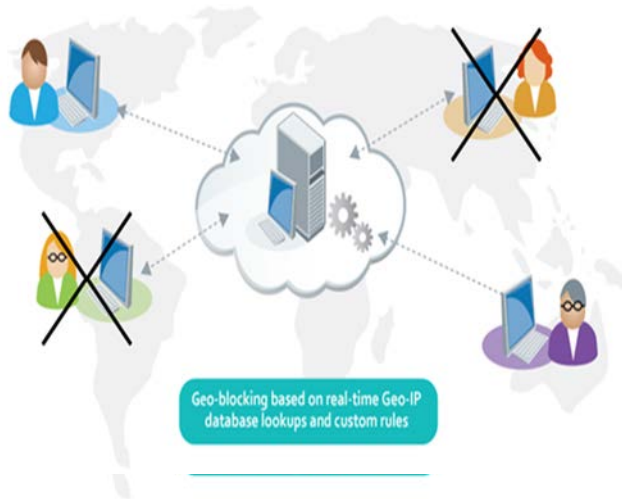 Geo-blocking based on real-time Geo-IP
database lookups and custom rules